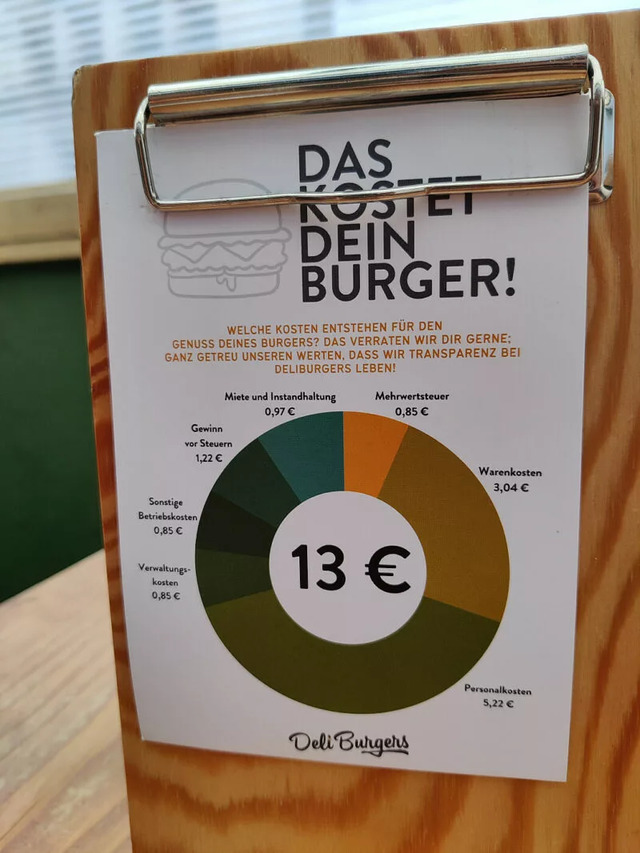 DAS
KOSTET
DEIN
BURGER!
WELCHE KOSTEN ENTSTEHEN FÜR DEN
GENUSS DEINES BURGERS? DAS VERRATEN WIR DIR GERNE;
GANZ GETREU UNSEREN WERTEN, DASS WIR TRANSPARENZ BEI
DELIBURGERS LEBEN!
Miete und Instandhaltung
0,97 €
Mehrwertsteuer
0,85 €
Gewinn
vor Steuern
1,22 €
Warenkosten
3,04 €
Sonstige
Betriebskosten
0,85 €
Verwaltungs-
kosten
0,85 €
13 €
Personalkosten
5,22 €
Deli Burgers